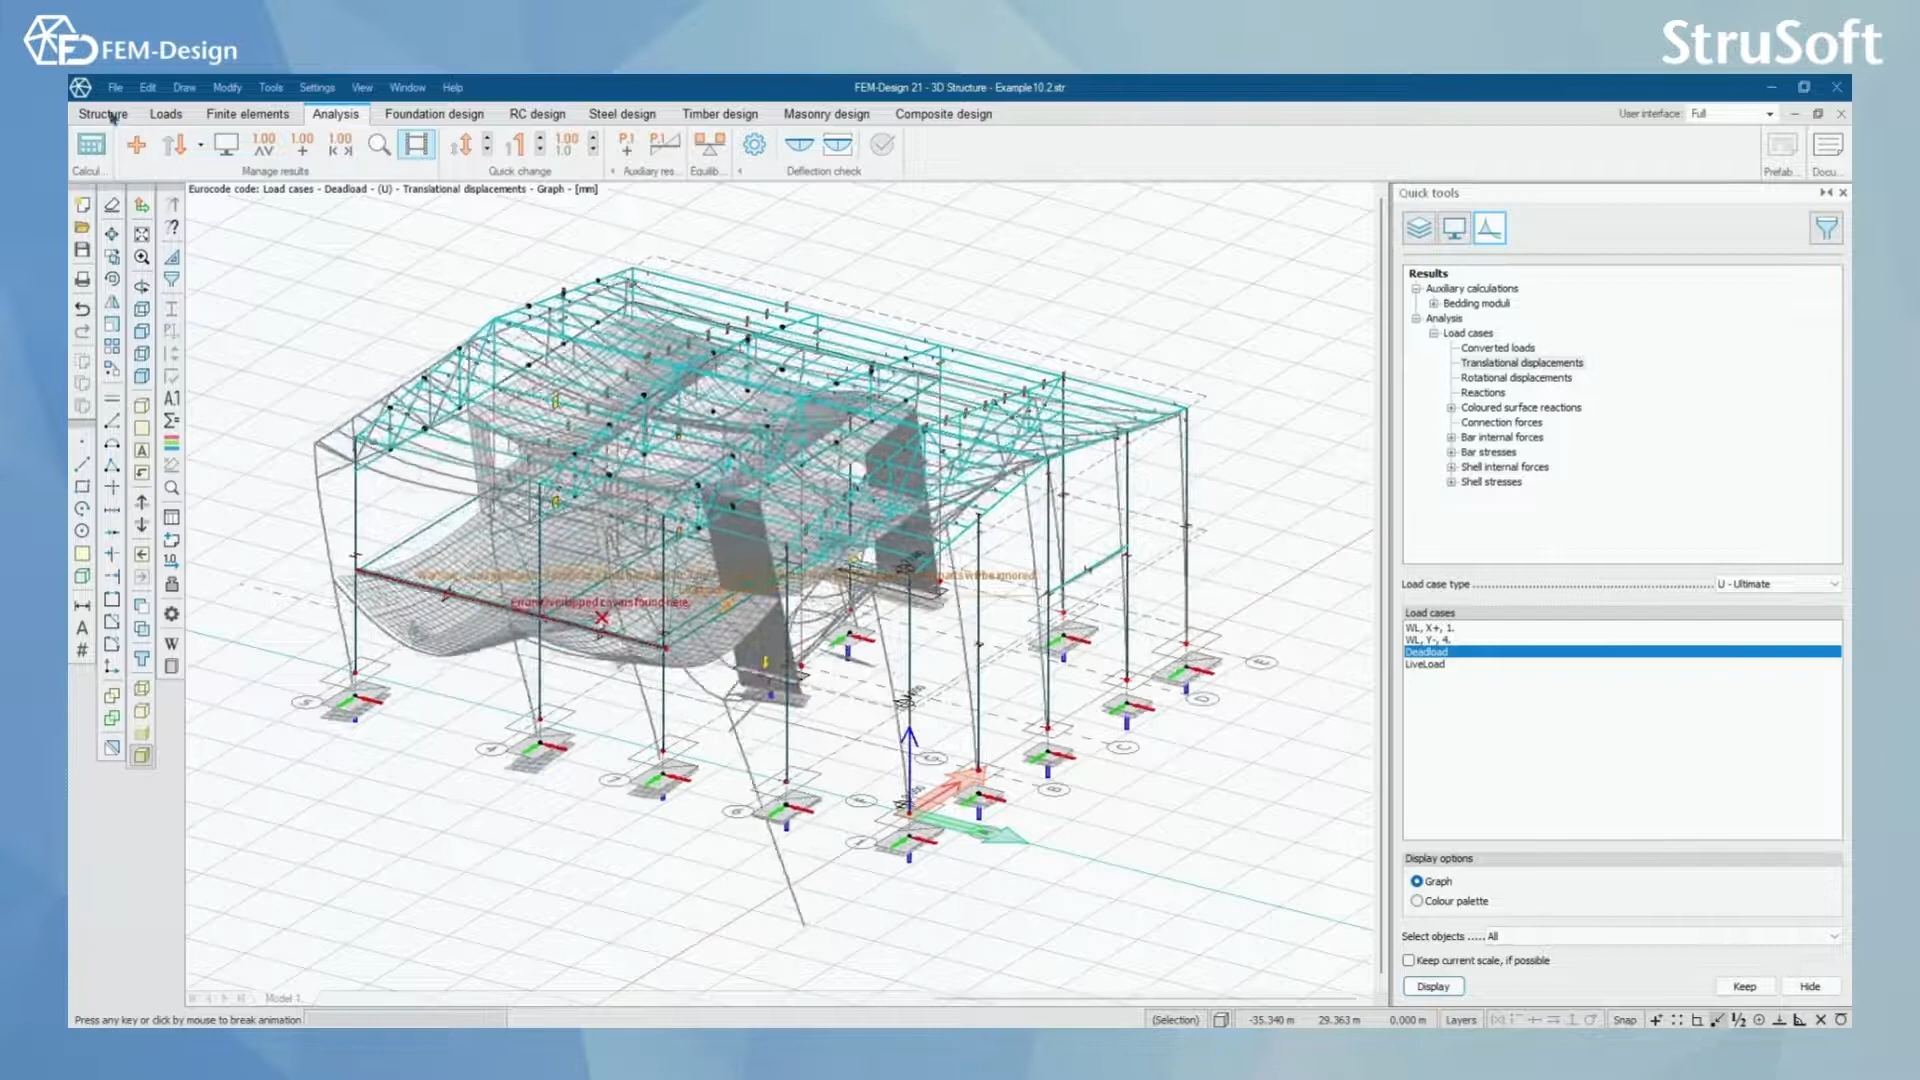 FEM-Design
StruSoft
File Edit Draw Modify Tools Settings View Window Help
FEM-Design 21 - 3D Structure - Example10.2.str
Structure Loads Finite elements Analysis Foundation design RC design Steel design Timber design Masonry design Composite design
User interface: Full
Calcul... Manage results Quick change Auxiliary res... Equilib... Deflection check Prefab... Docu...
Eurocode code: Load cases - Deadload - (U) - Translational displacements - Graph - [mm]
Quick tools
Results
Auxiliary calculations
Bedding moduli
Analysis
Load cases
Converted loads
Translational displacements
Rotational displacements
Reactions
Coloured surface reactions
Connection forces
Bar internal forces
Bar stresses
Shell internal forces
Shell stresses
Load case type U - Ultimate
Load cases
WL, X+, 1.
WL, Y-, 4.
Deadload
LiveLoad
Display options
Graph
Colour palette
Select objects ..... All
Keep current scale, if possible
Display Keep Hide
Model 1
Press any key or click by mouse to break animation
(Selection) -35.340 m 29.363 m 0.000 m Layers Snap